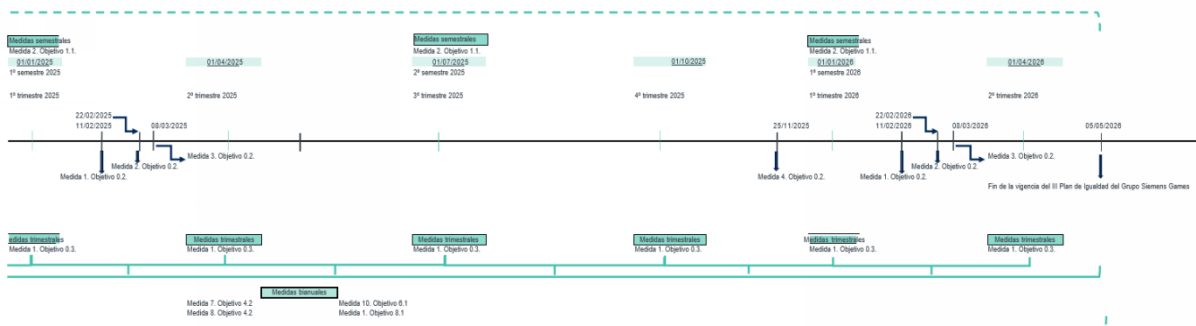 Medidas semestrales
Medida 2. Objetivo 1.1.
01/01/2025
1º semestre 2025
1º trimestre 2025
01/04/2025
2º trimestre 2025
Medidas semestrales
Medida 2. Objetivo 1.1.
01/07/2025
2º semestre 2025
3º trimestre 2025
01/10/2025
4º trimestre 2025
Medidas semestrales
Medida 2. Objetivo 1.1.
01/01/2026
1º semestre 2026
1º trimestre 2026
01/04/2026
2º trimestre 2026
22/02/2025
11/02/2025
08/03/2025
Medida 3. Objetivo 0.2.
Medida 2. Objetivo 0.2.
Medida 1. Objetivo 0.2.
25/11/2025
Medida 4. Objetivo 0.2.
22/02/2026
11/02/2026
08/03/2026
Medida 3. Objetivo 0.2.
Medida 2. Objetivo 0.2.
Medida 1. Objetivo 0.2.
05/05/2026
Fin de la vigencia del III Plan de Igualdad del Grupo Siemens Games
edidas trimestrales
Medida 1. Objetivo 0.3.
Medidas trimestrales
Medida 1. Objetivo 0.3.
Medidas trimestrales
Medida 1. Objetivo 0.3.
Medidas trimestrales
Medida 1. Objetivo 0.3.
Medidas trimestrales
Medida 1. Objetivo 0.3.
Medidas trimestrales
Medida 1. Objetivo 0.3.
Medidas bianuales
Medida 7. Objetivo 4.2
Medida 8. Objetivo 4.2
Medida 10. Objetivo 6.1
Medida 1. Objetivo 8.1